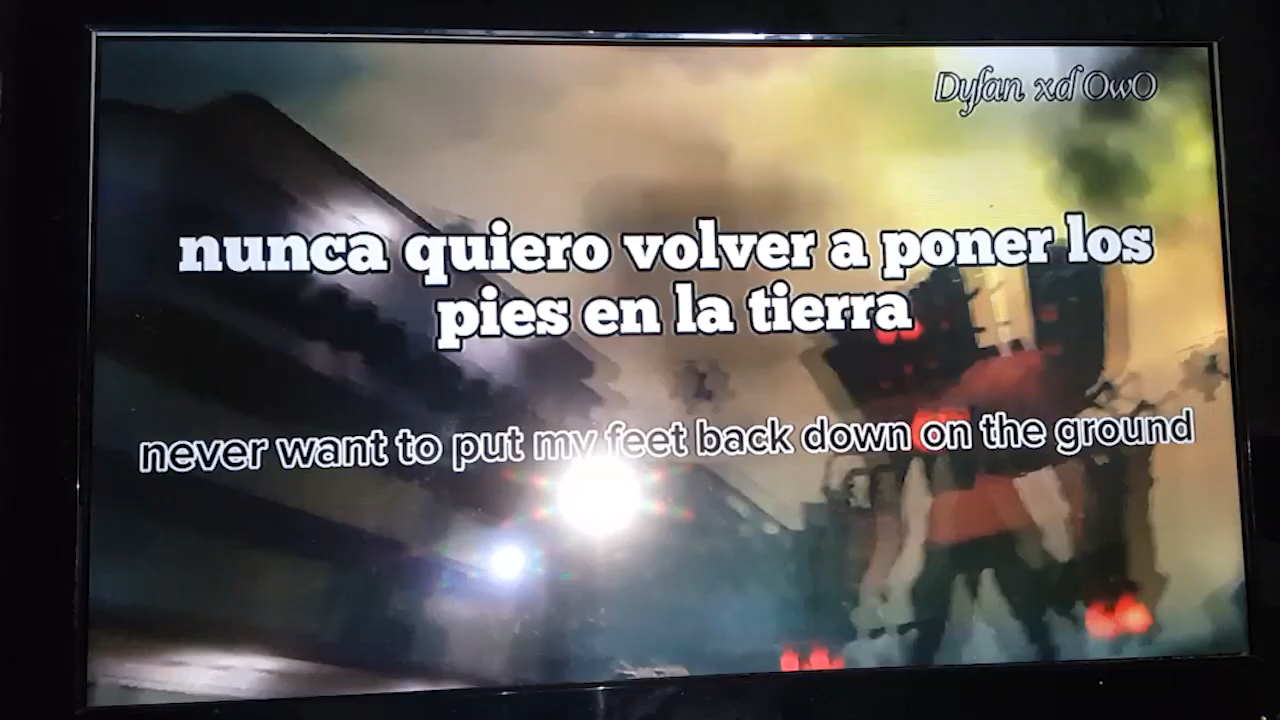 Dyfan xd OwO
nunca quiero volver a poner los
pies en la tierra
never want to put my feet back down on the ground